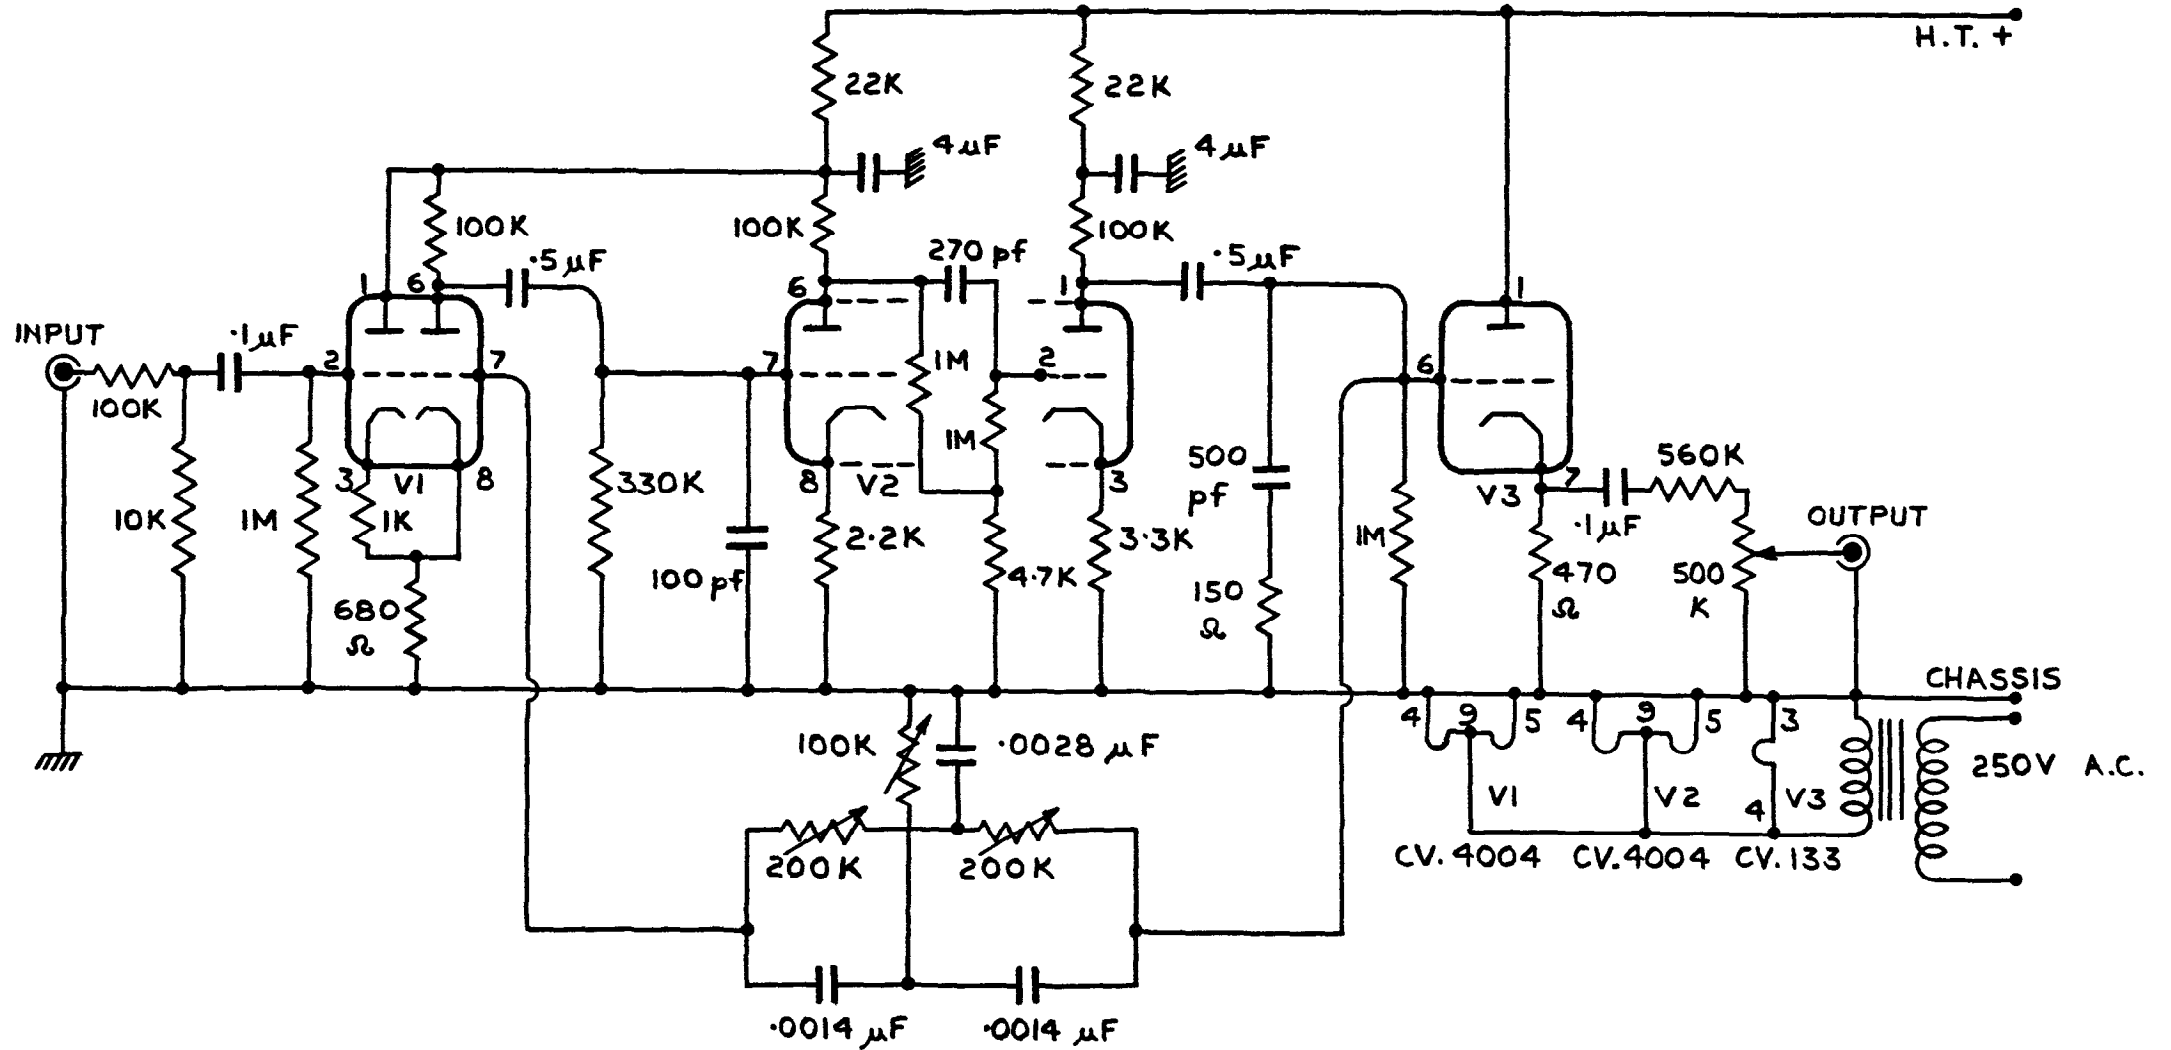 H.T. +
22K
22K
4µF
4µF
100K
100K
100K
.5µF
270 pf
.5µF
1
6
6
1
1
INPUT
.1µF
2
7
7
1M
2
6
100K
1M
500
pf
560K
3
V1
8
330K
8
V2
3
V3
7
10K
1M
1K
2.2K
3.3K
1M
.1µF
OUTPUT
100 pf
4.7K
150
Ω
470
Ω
500
K
680
Ω
CHASSIS
4
9
5
4
9
5
3
100K
.0028 µF
250V A.C.
V1
V2
4
V3
200K
200K
CV.4004
CV.4004
CV.133
.0014 µF
.0014 µF